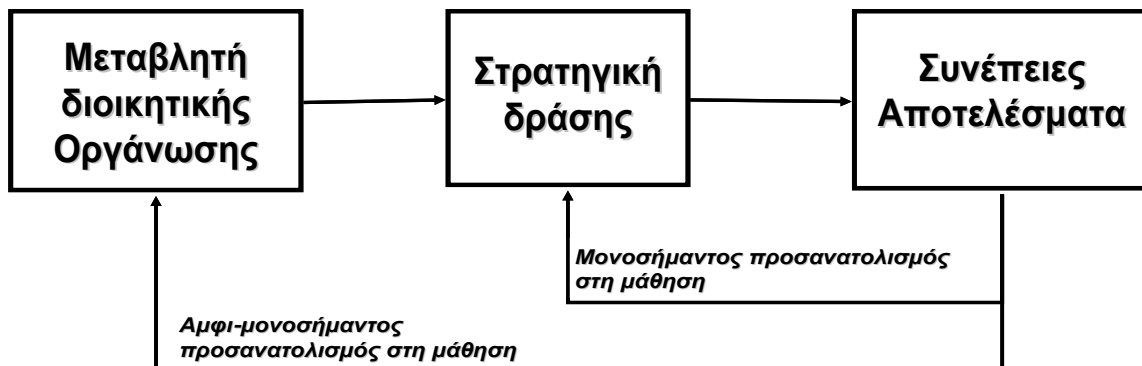 Μεταβλητή
διοικητικής
Οργάνωσης
Στρατηγική
δράσης
Συνέπειες
Αποτελέσματα
Μονοσήμαντος προσανατολισμός
στη μάθηση
Αμφι-μονοσήμαντος
προσανατολισμός στη μάθηση